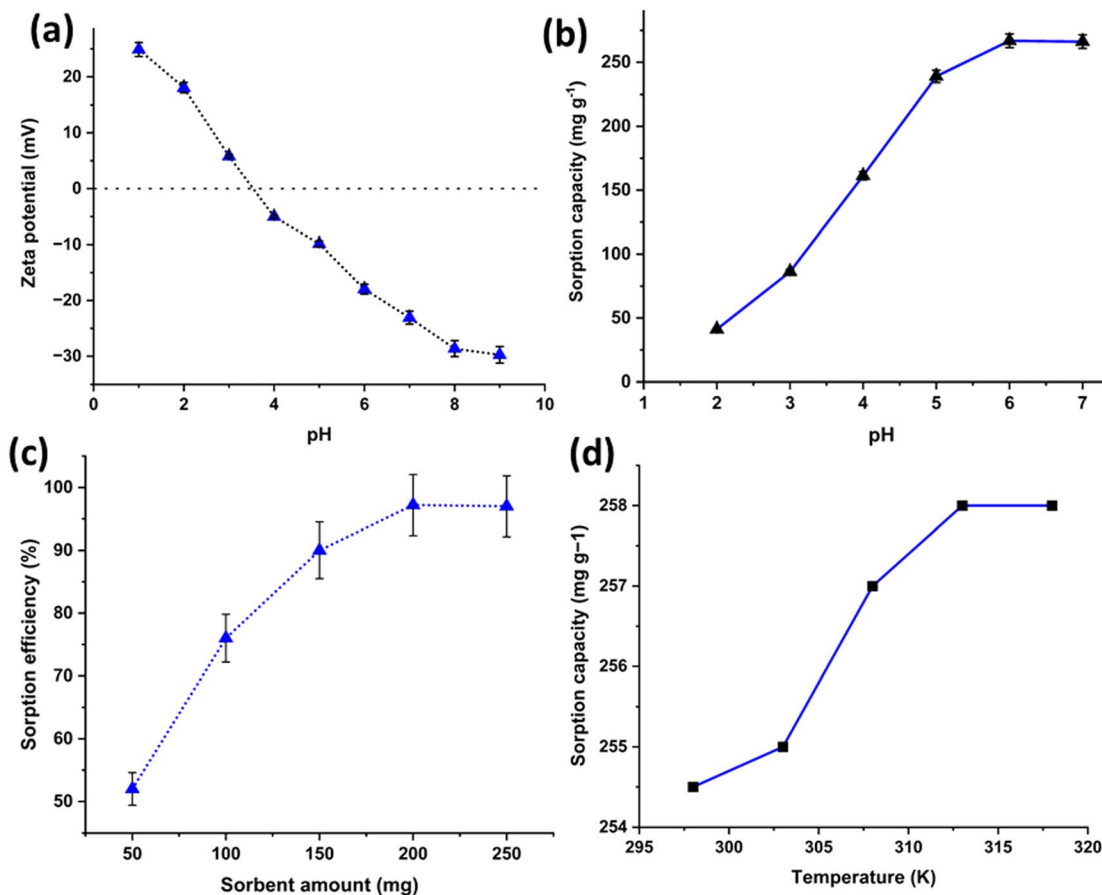 (a)
Zeta potential (mV)
20
10
0
−10
−20
−30
0 2 4 6 8 10
pH
(b)
Sorption capacity (mg g⁻¹)
250
200
150
100
50
0
1 2 3 4 5 6 7
pH
(c)
Sorption efficiency (%)
100
90
80
70
60
50
50 100 150 200 250
Sorbent amount (mg)
(d)
Sorption capacity (mg g−1)
258
257
256
255
254
295 300 305 310 315 320
Temperature (K)